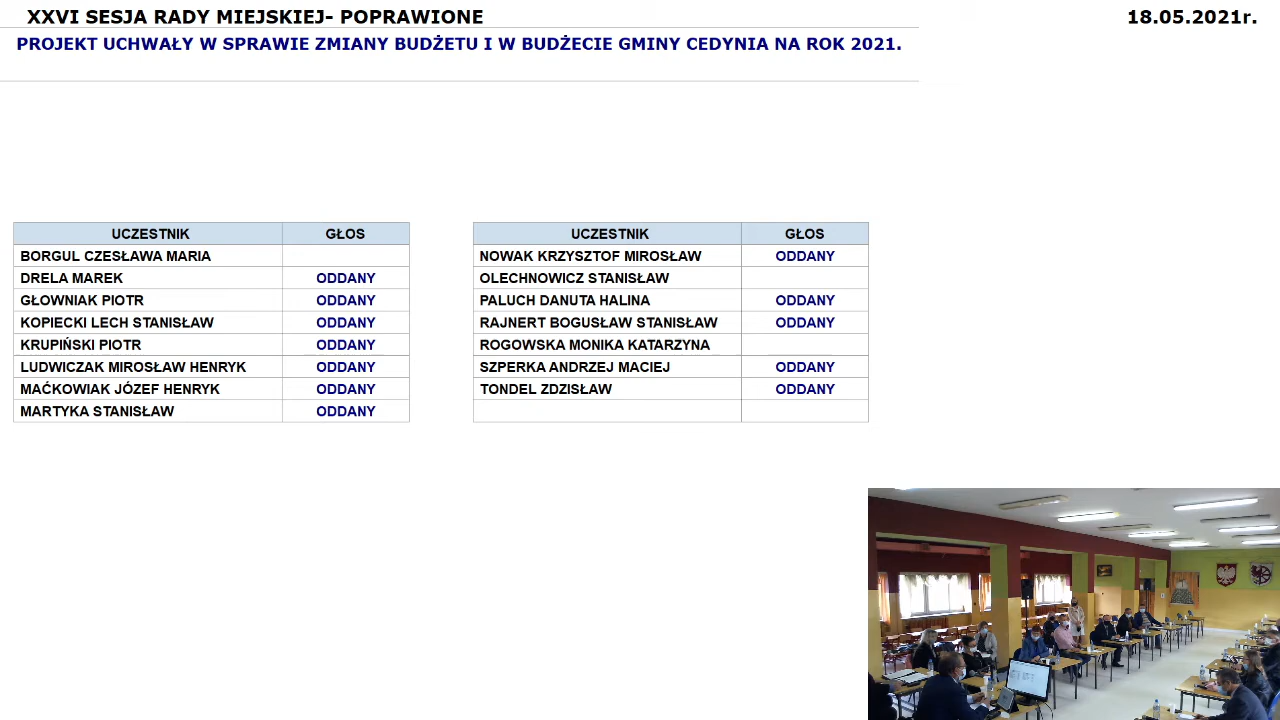 XXVI SESJA RADY MIEJSKIEJ- POPRAWIONE 18.05.2021r.
PROJEKT UCHWAŁY W SPRAWIE ZMIANY BUDŻETU I W BUDŻECIE GMINY CEDYNIA NA ROK 2021.
UCZESTNIK GŁOS
BORGUL CZESŁAWA MARIA
DRELA MAREK ODDANY
GŁOWNIAK PIOTR ODDANY
KOPIECKI LECH STANISŁAW ODDANY
KRUPIŃSKI PIOTR ODDANY
LUDWICZAK MIROSŁAW HENRYK ODDANY
MAĆKOWIAK JÓZEF HENRYK ODDANY
MARTYKA STANISŁAW ODDANY
UCZESTNIK GŁOS
NOWAK KRZYSZTOF MIROSŁAW ODDANY
OLECHNOWICZ STANISŁAW
PALUCH DANUTA HALINA ODDANY
RAJNERT BOGUSŁAW STANISŁAW ODDANY
ROGOWSKA MONIKA KATARZYNA
SZPERKA ANDRZEJ MACIEJ ODDANY
TONDEL ZDZISŁAW ODDANY